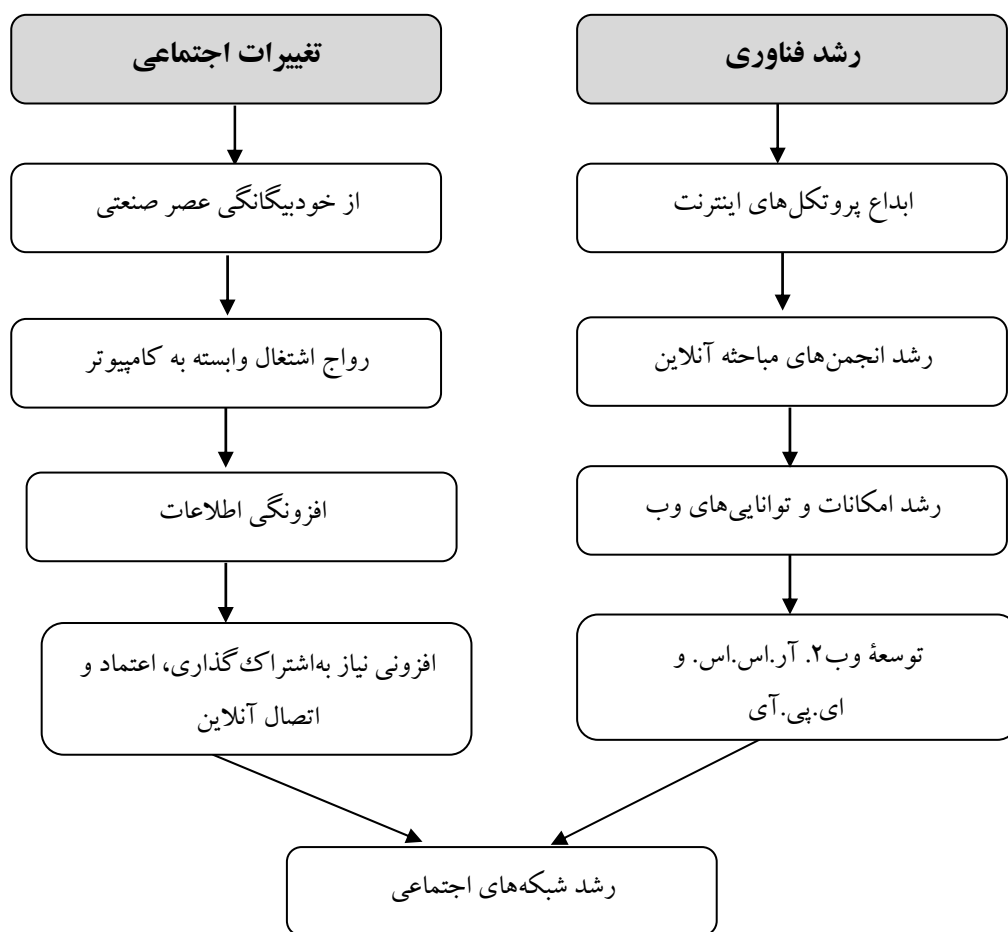 رشد فناوری
ابداع پروتکل‌های اینترنت
رشد انجمن‌های مباحثه آنلاین
رشد امکانات و توانایی‌های وب
توسعهٔ وب۲. آر.اس.اس. و
ای.پی.آی
تغییرات اجتماعی
از خودبیگانگی عصر صنعتی
رواج اشتغال وابسته به کامپیوتر
افزونگی اطلاعات
افزونی نیاز به‌اشتراک‌گذاری، اعتماد و
اتصال آنلاین
رشد شبکه‌های اجتماعی